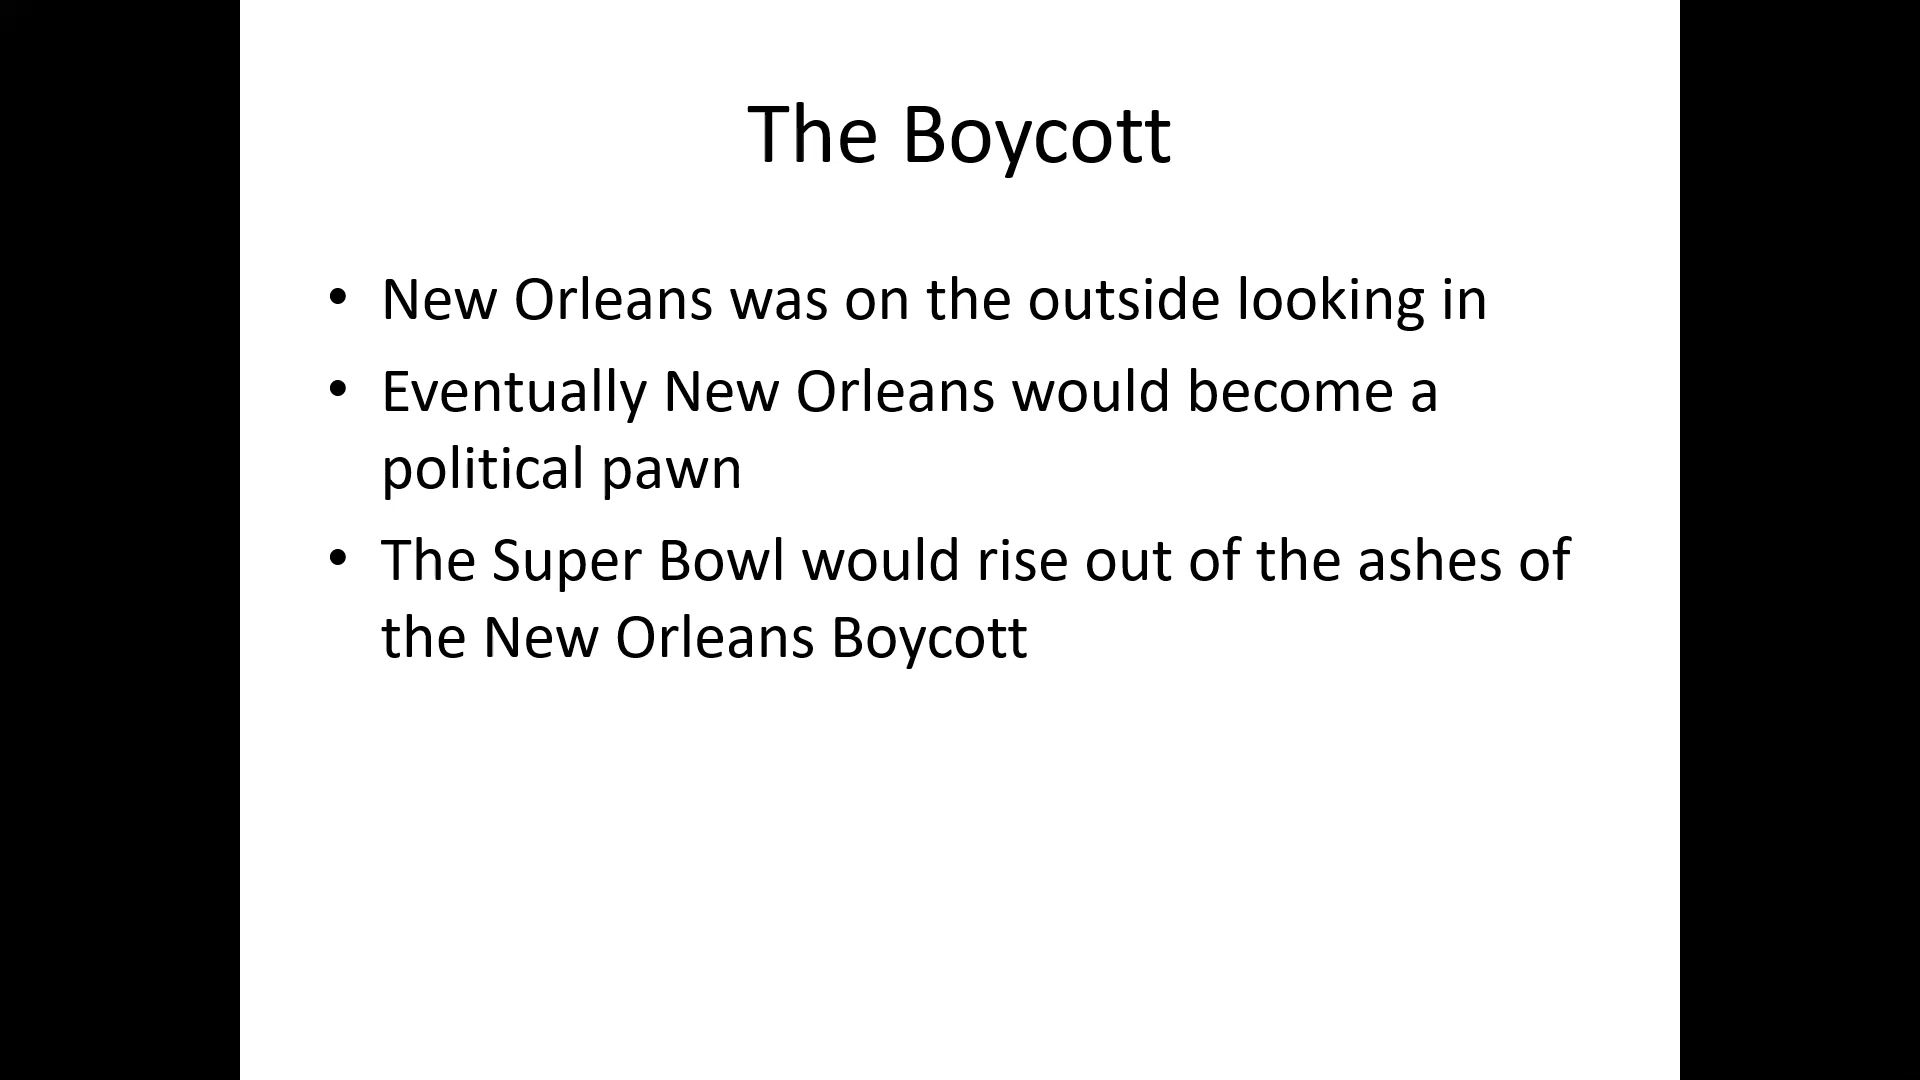 The Boycott
• New Orleans was on the outside looking in
• Eventually New Orleans would become a
political pawn
• The Super Bowl would rise out of the ashes of
the New Orleans Boycott